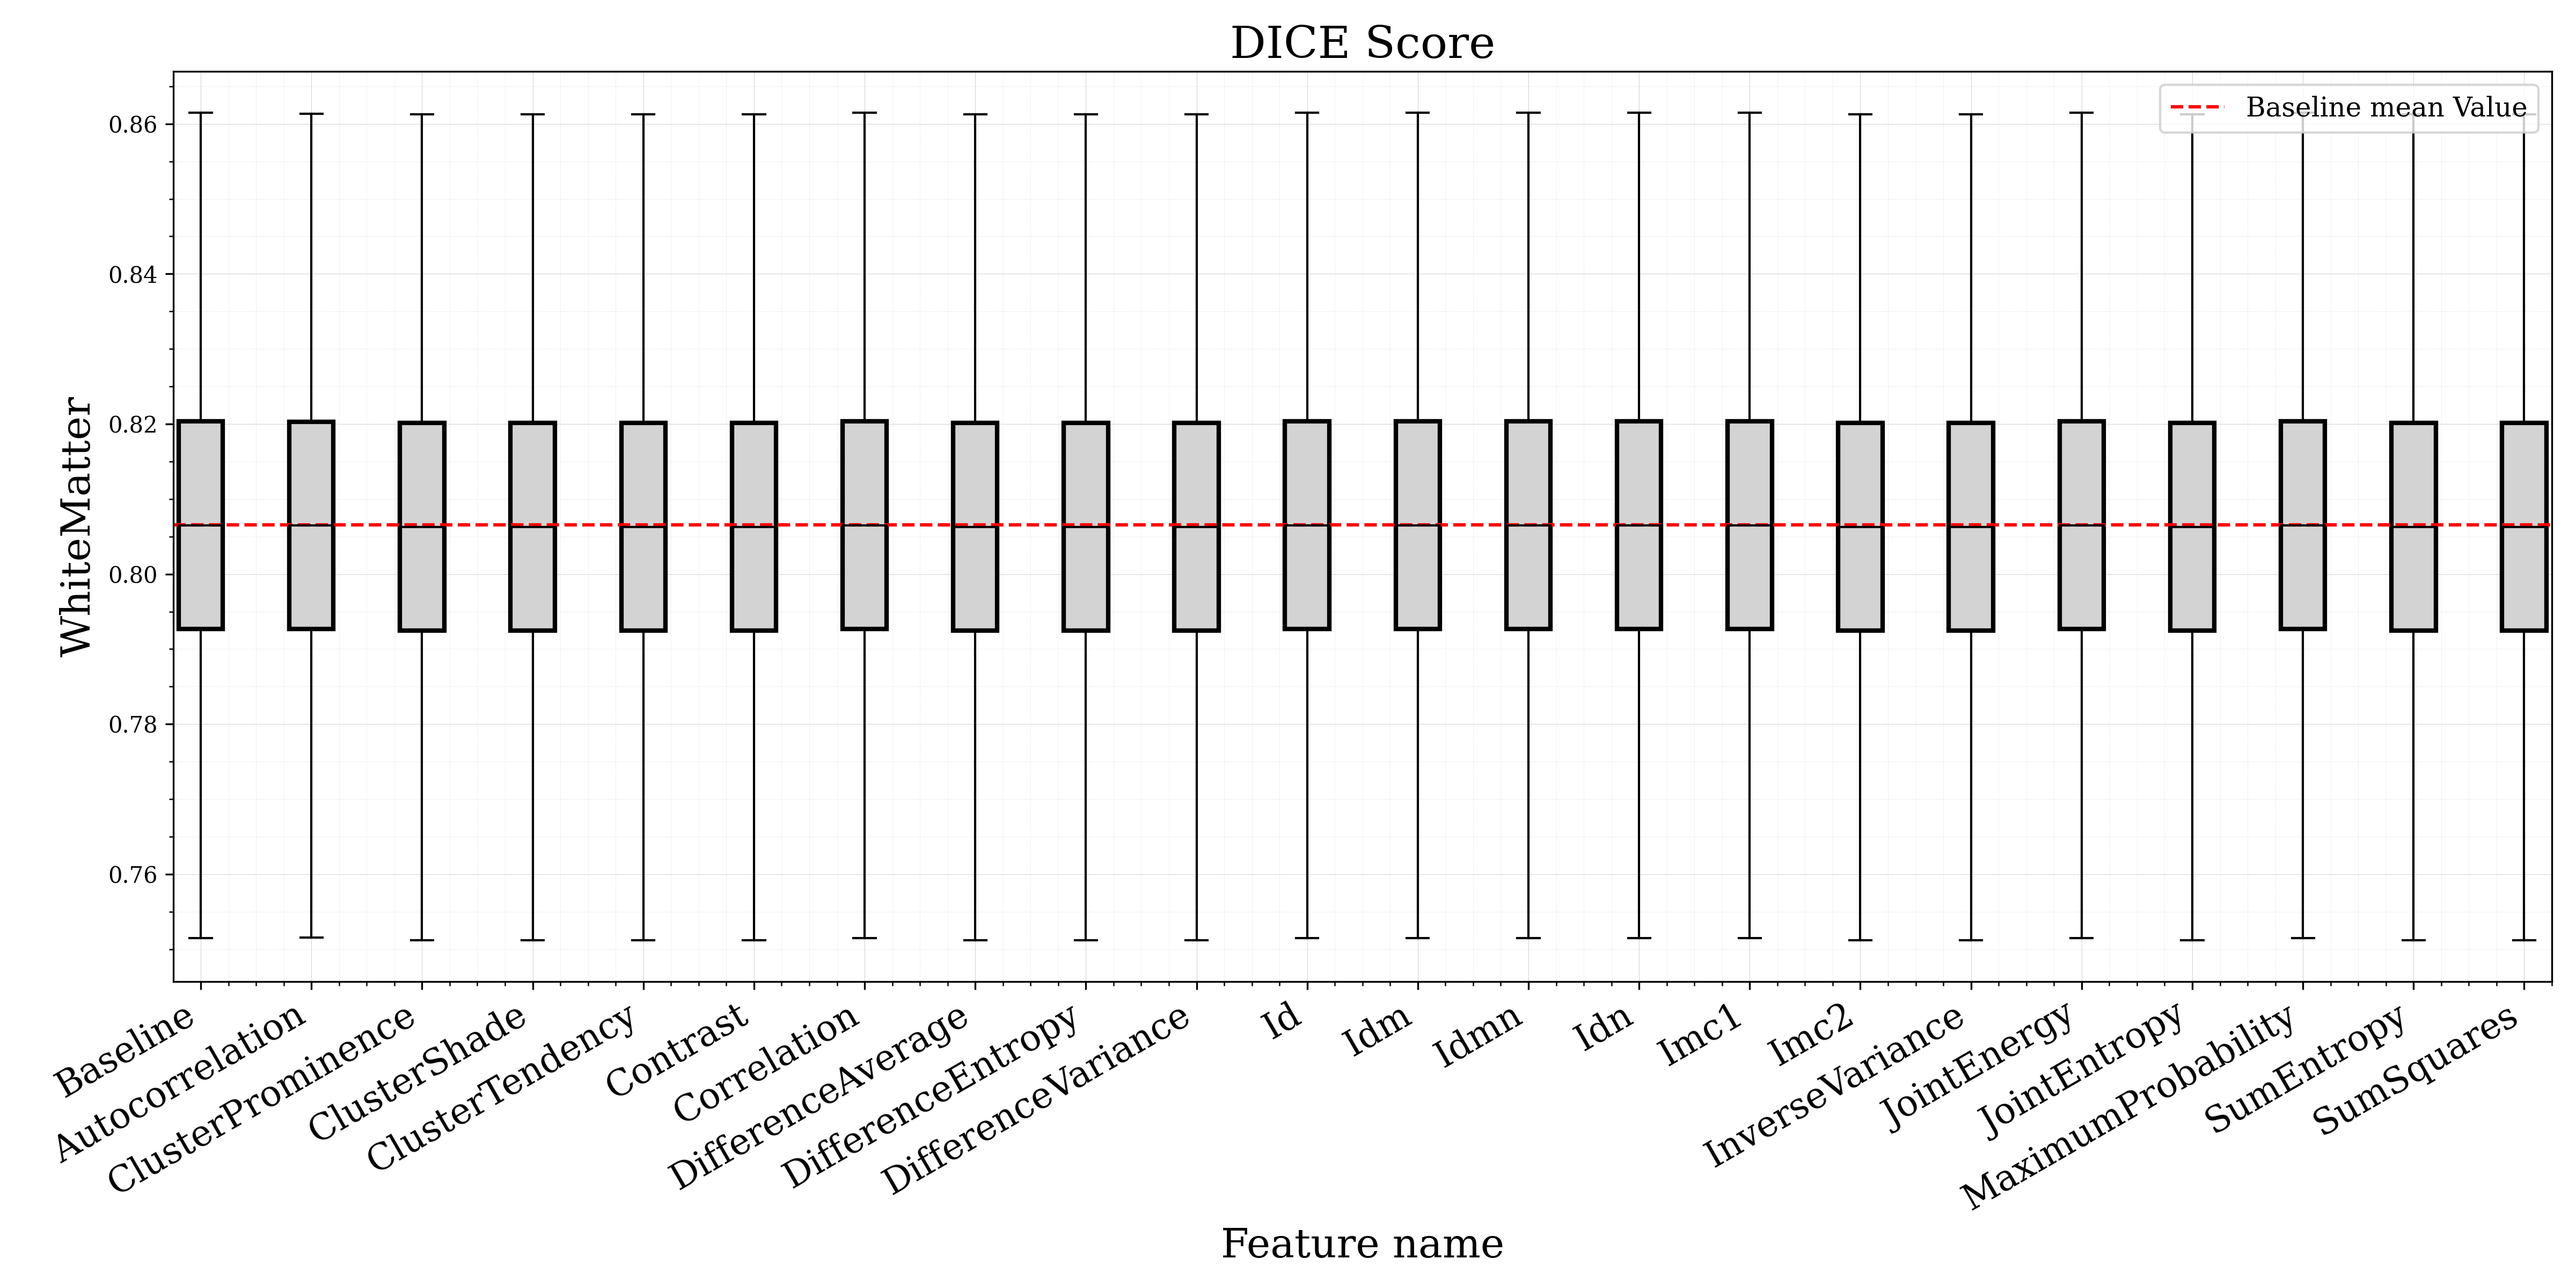 DICE Score
Baseline mean Value
WhiteMatter
0.86
0.84
0.82
0.80
0.78
0.76
Baseline
Autocorrelation
ClusterProminence
ClusterShade
ClusterTendency
Contrast
Correlation
DifferenceAverage
DifferenceEntropy
DifferenceVariance
Id
Idm
Idmn
Idn
Imc1
Imc2
InverseVariance
JointEnergy
JointEntropy
MaximumProbability
SumEntropy
SumSquares
Feature name